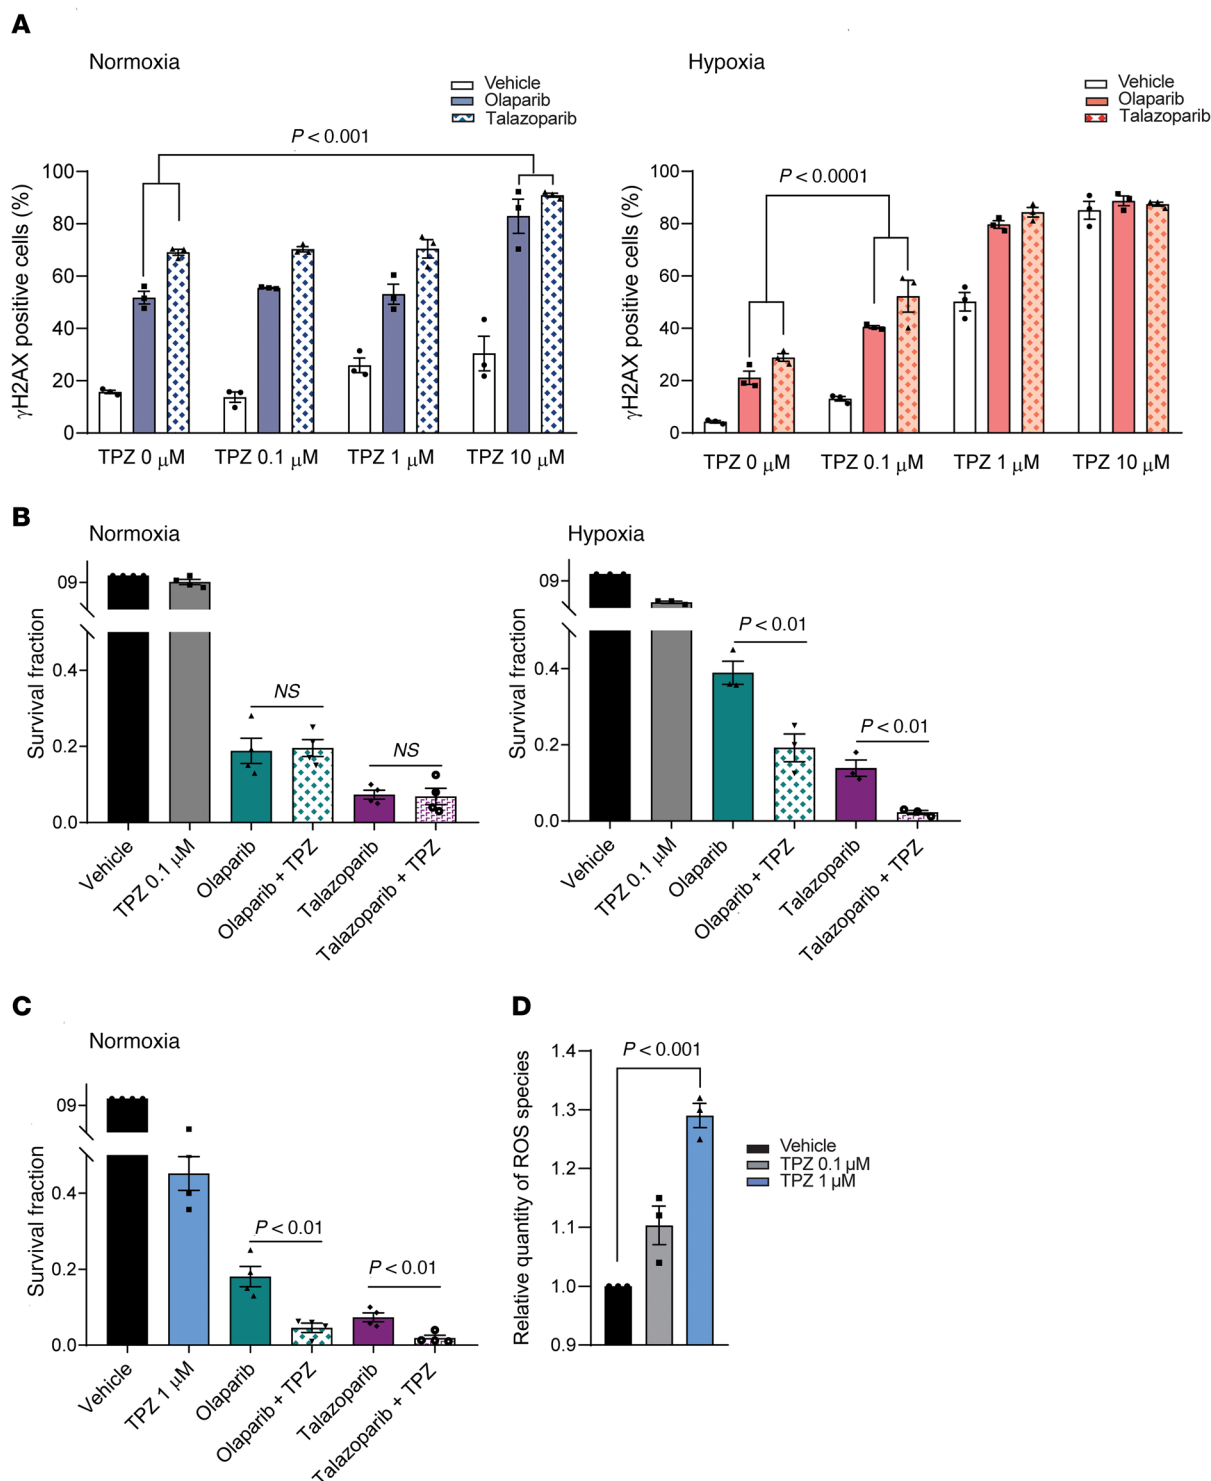 A
Normoxia
Vehicle
Olaparib
Talazoparib
P < 0.001
γH2AX positive cells (%)
100
80
60
40
20
0
TPZ 0 μM
TPZ 0.1 μM
TPZ 1 μM
TPZ 10 μM
Hypoxia
Vehicle
Olaparib
Talazoparib
P < 0.0001
γH2AX positive cells (%)
100
80
60
40
20
0
TPZ 0 μM
TPZ 0.1 μM
TPZ 1 μM
TPZ 10 μM
B
Normoxia
Survival fraction
09
0.4
0.2
0.0
NS
NS
Vehicle
TPZ 0.1 μM
Olaparib
Olaparib + TPZ
Talazoparib
Talazoparib + TPZ
Hypoxia
Survival fraction
09
0.4
0.2
0.0
P < 0.01
P < 0.01
Vehicle
TPZ 0.1 μM
Olaparib
Olaparib + TPZ
Talazoparib
Talazoparib + TPZ
C
Normoxia
Survival fraction
09
0.4
0.2
0.0
P < 0.01
P < 0.01
Vehicle
TPZ 1 μM
Olaparib
Olaparib + TPZ
Talazoparib
Talazoparib + TPZ
D
Relative quantity of ROS species
1.4
1.3
1.2
1.1
1.0
0.9
P < 0.001
Vehicle
TPZ 0.1 μM
TPZ 1 μM